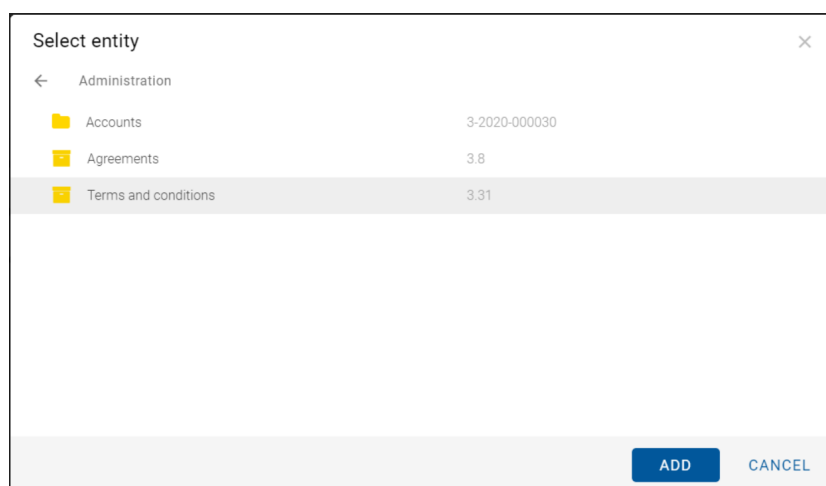 Select entity
Administration
Accounts 3-2020-000030
Agreements 3.8
Terms and conditions 3.31
ADD CANCEL